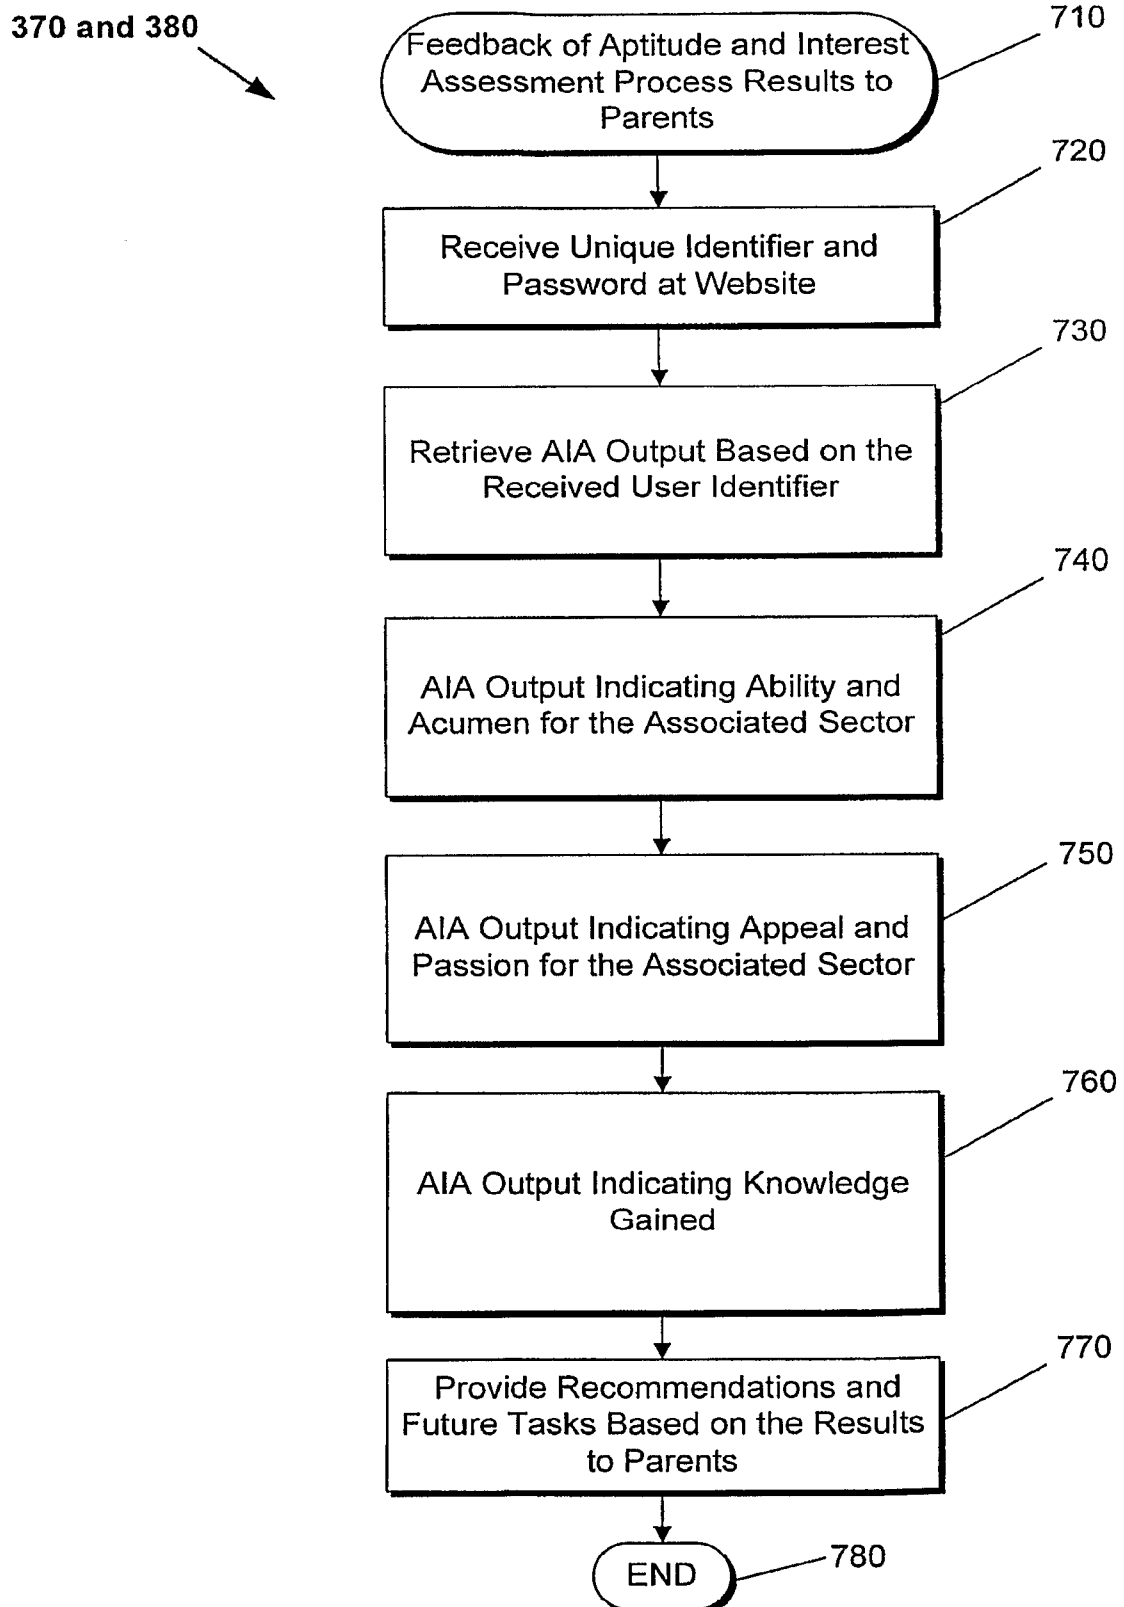 370 and 380
710
Feedback of Aptitude and Interest
Assessment Process Results to
Parents
720
Receive Unique Identifier and
Password at Website
730
Retrieve AIA Output Based on the
Received User Identifier
740
AIA Output Indicating Ability and
Acumen for the Associated Sector
750
AIA Output Indicating Appeal and
Passion for the Associated Sector
760
AIA Output Indicating Knowledge
Gained
770
Provide Recommendations and
Future Tasks Based on the Results
to Parents
780
END